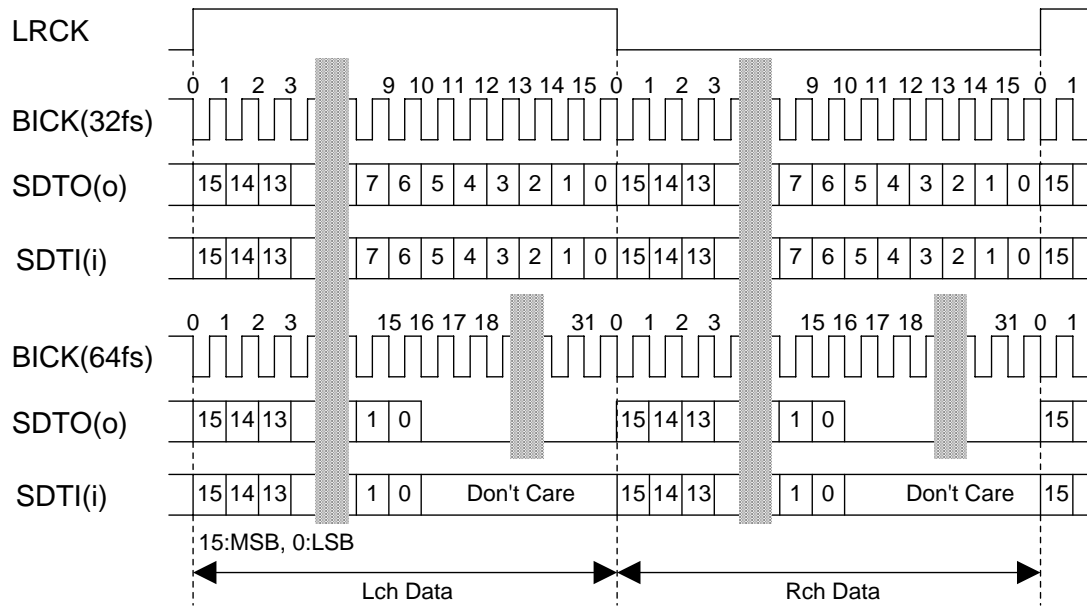 LRCK
0 1 2 3 9 10 11 12 13 14 15 0 1 2 3 9 10 11 12 13 14 15 0 1
BICK(32fs)
SDTO(o) 15 14 13 7 6 5 4 3 2 1 0 15 14 13 7 6 5 4 3 2 1 0 15
SDTI(i) 15 14 13 7 6 5 4 3 2 1 0 15 14 13 7 6 5 4 3 2 1 0 15
0 1 2 3 15 16 17 18 31 0 1 2 3 15 16 17 18 31 0 1
BICK(64fs)
SDTO(o) 15 14 13 1 0 15 14 13 1 0 15
SDTI(i) 15 14 13 1 0 Don't Care 15 14 13 1 0 Don't Care 15
15:MSB, 0:LSB
Lch Data Rch Data